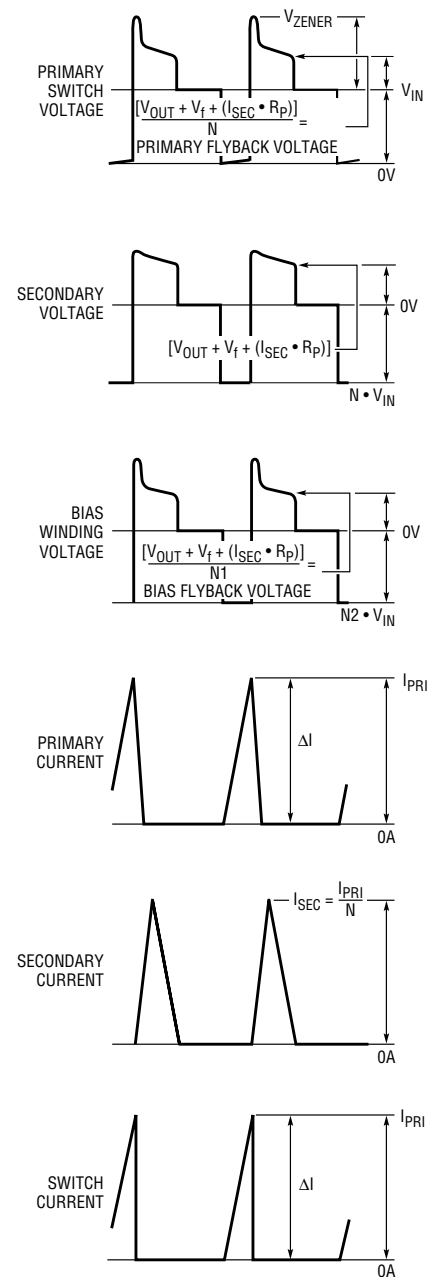 V_ZENER
PRIMARY
SWITCH
VOLTAGE
V_IN
[V_OUT + V_f + (I_SEC • R_P)]
N
=
PRIMARY FLYBACK VOLTAGE
0V
SECONDARY
VOLTAGE
0V
[V_OUT + V_f + (I_SEC • R_P)]
N • V_IN
BIAS
WINDING
VOLTAGE
0V
[V_OUT + V_f + (I_SEC • R_P)]
N1
=
BIAS FLYBACK VOLTAGE
N2 • V_IN
I_PRI
PRIMARY
CURRENT
ΔI
0A
I_SEC = I_PRI
N
SECONDARY
CURRENT
0A
I_PRI
SWITCH
CURRENT
ΔI
0A